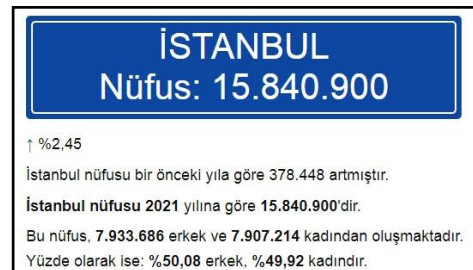 İSTANBUL
Nüfus: 15.840.900
↑ %2,45
İstanbul nüfusu bir önceki yıla göre 378.448 artmıştır.
İstanbul nüfusu 2021 yılına göre 15.840.900'dir.
Bu nüfus, 7.933.686 erkek ve 7.907.214 kadından oluşmaktadır.
Yüzde olarak ise: %50,08 erkek, %49,92 kadındır.